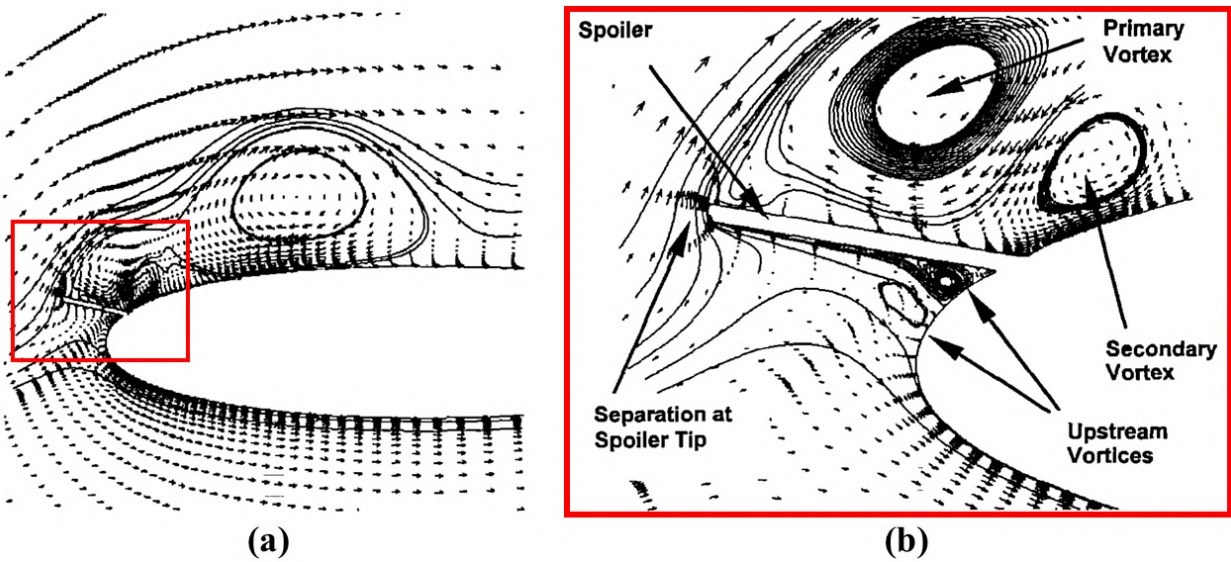 Spoiler
Primary
Vortex
Secondary
Vortex
Separation at
Spoiler Tip
Upstream
Vortices
(a)
(b)